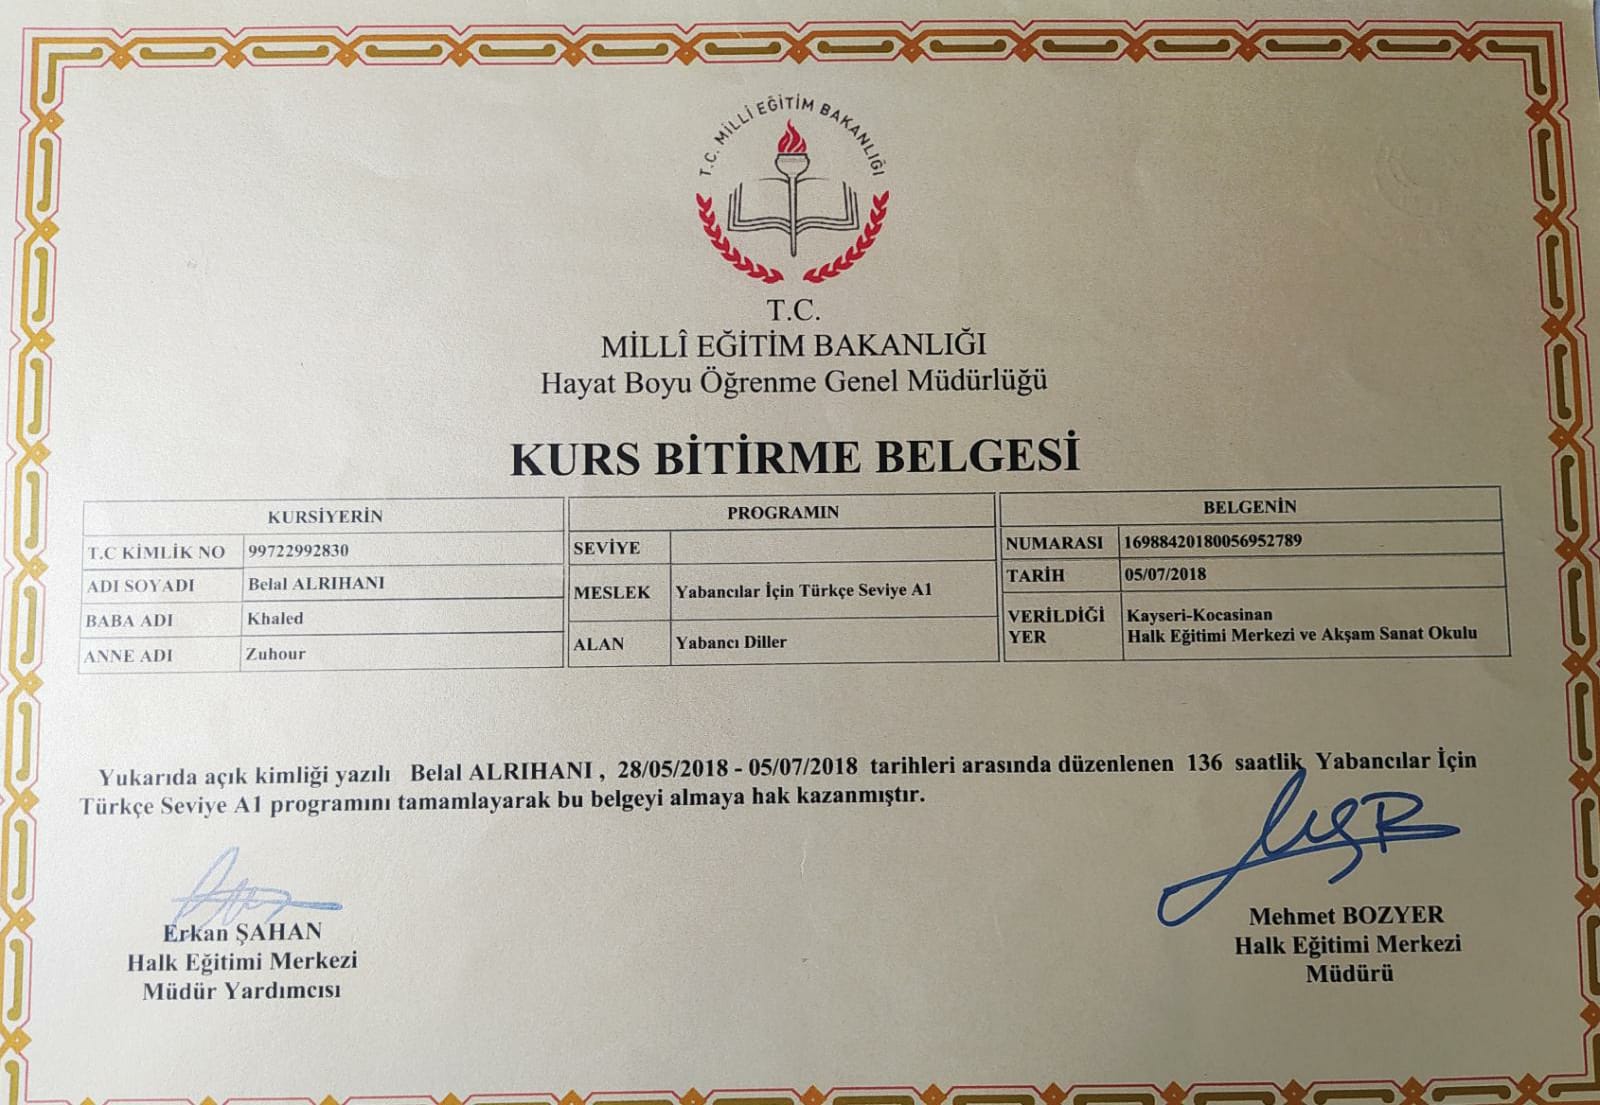 T.C. MİLLİ EĞİTİM BAKANLIĞI
T.C.
MİLLÎ EĞİTİM BAKANLIĞI
Hayat Boyu Öğrenme Genel Müdürlüğü
KURS BİTİRME BELGESİ
KURSİYERİN
T.C KİMLİK NO 99722992830
ADI SOYADI Belal ALRIHANI
BABA ADI Khaled
ANNE ADI Zuhour
PROGRAMIN
SEVİYE
MESLEK Yabancılar İçin Türkçe Seviye A1
ALAN Yabancı Diller
BELGENİN
NUMARASI 16988420180056952789
TARİH 05/07/2018
VERİLDİĞİ YER Kayseri-Kocasinan
Halk Eğitimi Merkezi ve Akşam Sanat Okulu
Yukarıda açık kimliği yazılı Belal ALRIHANI , 28/05/2018 - 05/07/2018 tarihleri arasında düzenlenen 136 saatlik Yabancılar İçin
Türkçe Seviye A1 programını tamamlayarak bu belgeyi almaya hak kazanmıştır.
Erkan ŞAHAN
Halk Eğitimi Merkezi
Müdür Yardımcısı
Mehmet BOZYER
Halk Eğitimi Merkezi
Müdürü